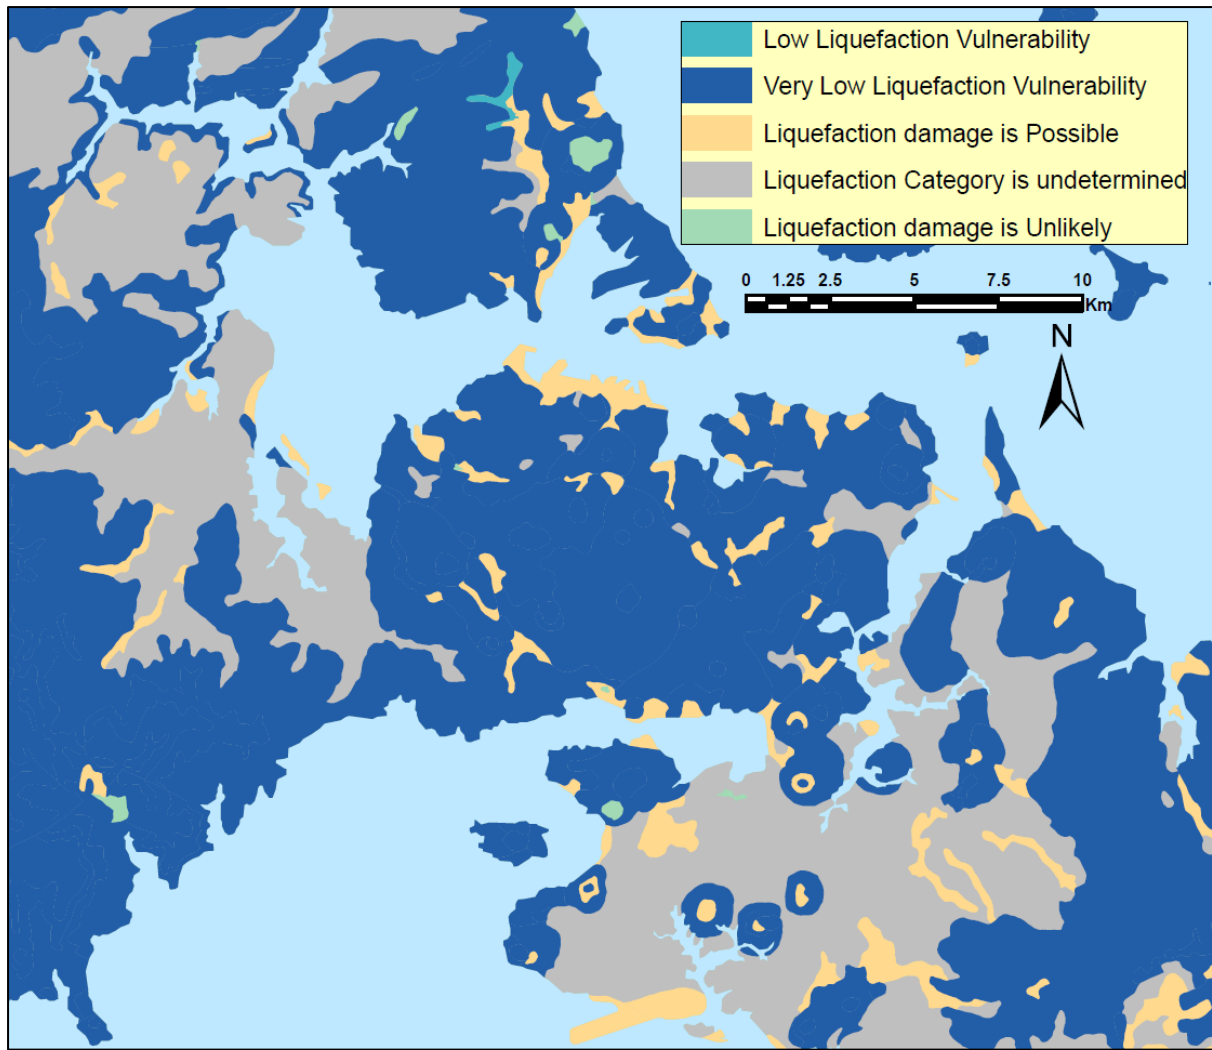 Low Liquefaction Vulnerability
Very Low Liquefaction Vulnerability
Liquefaction damage is Possible
Liquefaction Category is undetermined
Liquefaction damage is Unlikely
0 1.25 2.5 5 7.5 10
Km
N